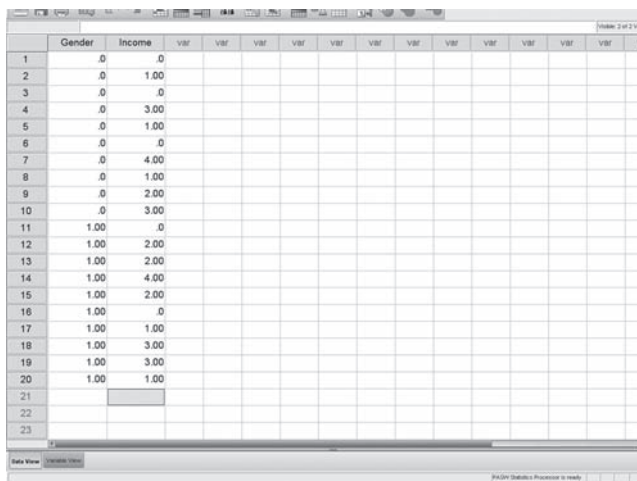 Visible: 2 of 2 V
Gender Income var var var var var var var var var var var var
1 .0 .0
2 .0 1.00
3 .0 .0
4 .0 3.00
5 .0 1.00
6 .0 .0
7 .0 4.00
8 .0 1.00
9 .0 2.00
10 .0 3.00
11 1.00 .0
12 1.00 2.00
13 1.00 2.00
14 1.00 4.00
15 1.00 2.00
16 1.00 .0
17 1.00 1.00
18 1.00 3.00
19 1.00 3.00
20 1.00 1.00
21
22
23
Data View Variable View
PASW Statistics Processor is ready